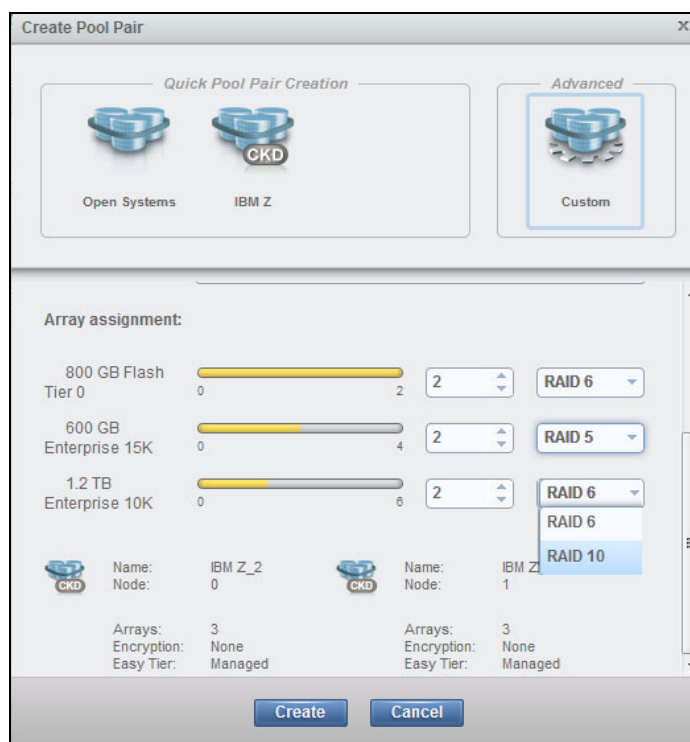 Create Pool Pair x
Quick Pool Pair Creation
Advanced
CKD
Open Systems
IBM Z
Custom
Array assignment:
800 GB Flash
Tier 0
0 2
2
RAID 6
600 GB
Enterprise 15K
0 4
2
RAID 5
1.2 TB
Enterprise 10K
0 6
2
RAID 6
RAID 6
RAID 10
CKD
Name: IBM Z_2
Node: 0
Arrays: 3
Encryption: None
Easy Tier: Managed
CKD
Name: IBM Z
Node: 1
Arrays: 3
Encryption: None
Easy Tier: Managed
Create
Cancel